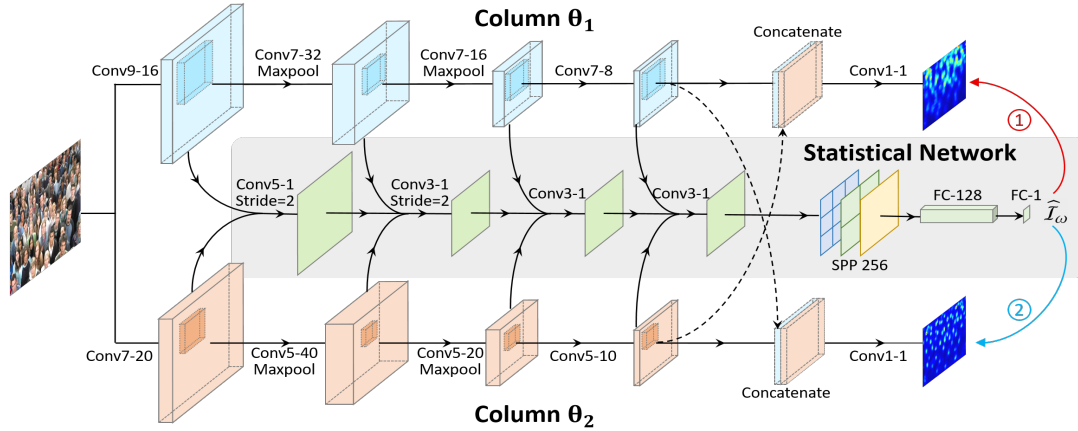 Column θ₁
Conv9-16
Conv7-32
Maxpool
Conv7-16
Maxpool
Conv7-8
Concatenate
Conv1-1
①
Statistical Network
Conv5-1
Stride=2
Conv3-1
Stride=2
Conv3-1
Conv3-1
SPP 256
FC-128
FC-1
Î_ω
②
Conv7-20
Conv5-40
Maxpool
Conv5-20
Maxpool
Conv5-10
Concatenate
Conv1-1
Column θ₂